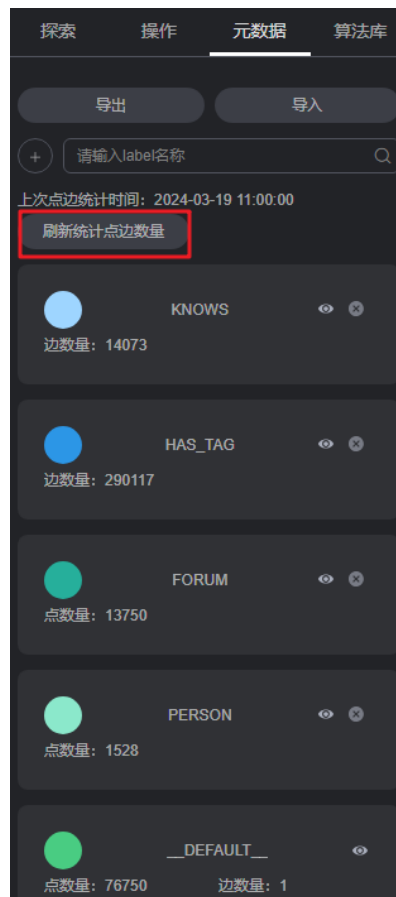 探索 操作 元数据 算法库
导出 导入
+ 请输入label名称
上次点边统计时间：2024-03-19 11:00:00
刷新统计点边数量
KNOWS
边数量：14073
HAS_TAG
边数量：290117
FORUM
点数量：13750
PERSON
点数量：1528
__DEFAULT__
点数量：76750 边数量：1